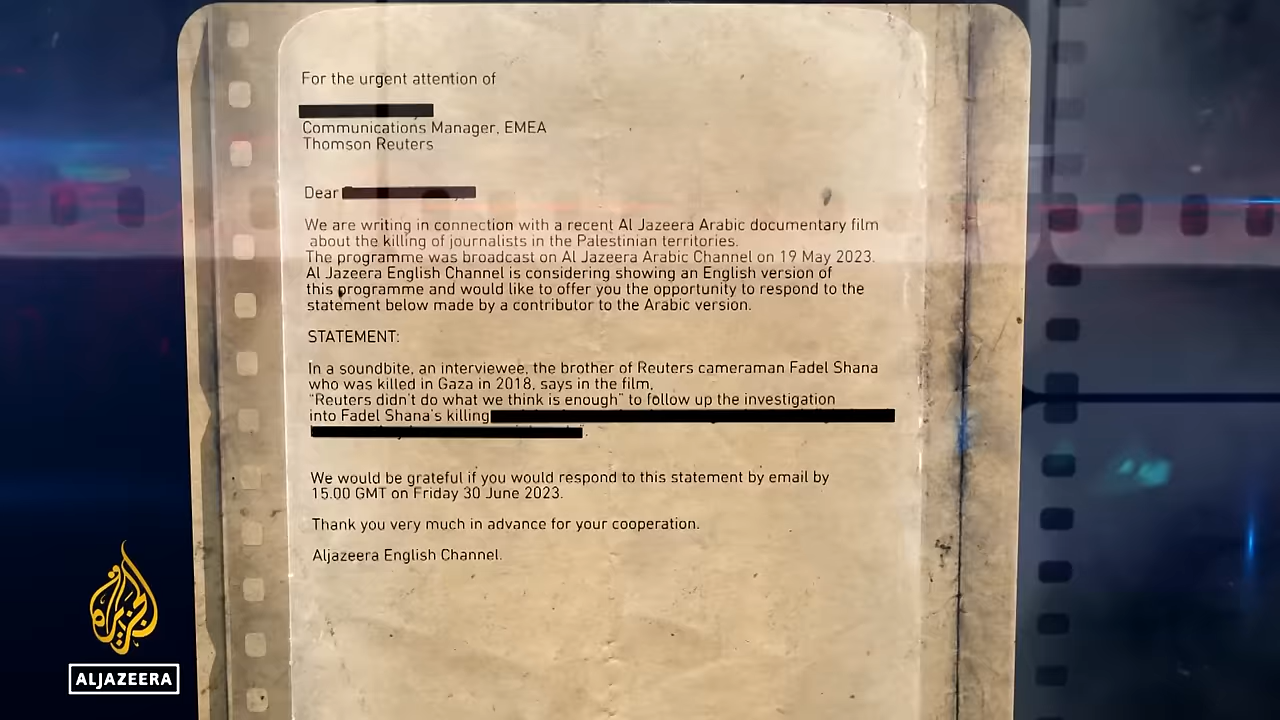 For the urgent attention of
Communications Manager, EMEA
Thomson Reuters
Dear
We are writing in connection with a recent Al Jazeera Arabic documentary film
about the killing of journalists in the Palestinian territories.
The programme was broadcast on Al Jazeera Arabic Channel on 19 May 2023.
Al Jazeera English Channel is considering showing an English version of
this programme and would like to offer you the opportunity to respond to the
statement below made by a contributor to the Arabic version.
STATEMENT:
In a soundbite, an interviewee, the brother of Reuters cameraman Fadel Shana
who was killed in Gaza in 2018, says in the film,
“Reuters didn't do what we think is enough” to follow up the investigation
into Fadel Shana's killing
.
We would be grateful if you would respond to this statement by email by
15.00 GMT on Friday 30 June 2023.
Thank you very much in advance for your cooperation.
Aljazeera English Channel.
الجزيرة
ALJAZEERA